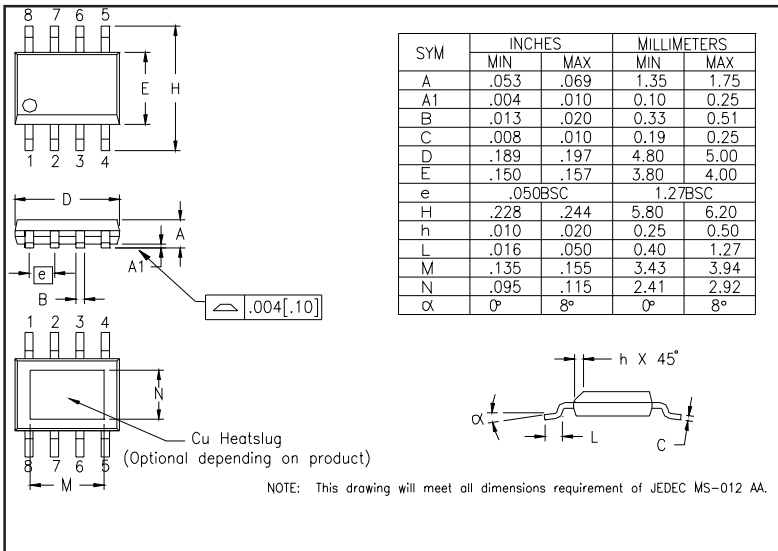 8 7 6 5
E
H
1 2 3 4
D
A
A1
e
B
.004[.10]
1 2 3 4
N
Cu Heatslug
(Optional depending on product)
8 7 6 5
M
SYM INCHES MILLIMETERS
MIN MAX MIN MAX
A .053 .069 1.35 1.75
A1 .004 .010 0.10 0.25
B .013 .020 0.33 0.51
C .008 .010 0.19 0.25
D .189 .197 4.80 5.00
E .150 .157 3.80 4.00
e .050BSC 1.27BSC
H .228 .244 5.80 6.20
h .010 .020 0.25 0.50
L .016 .050 0.40 1.27
M .135 .155 3.43 3.94
N .095 .115 2.41 2.92
α 0° 8° 0° 8°
h X 45°
α
L
C
NOTE: This drawing will meet all dimensions requirement of JEDEC MS-012 AA.